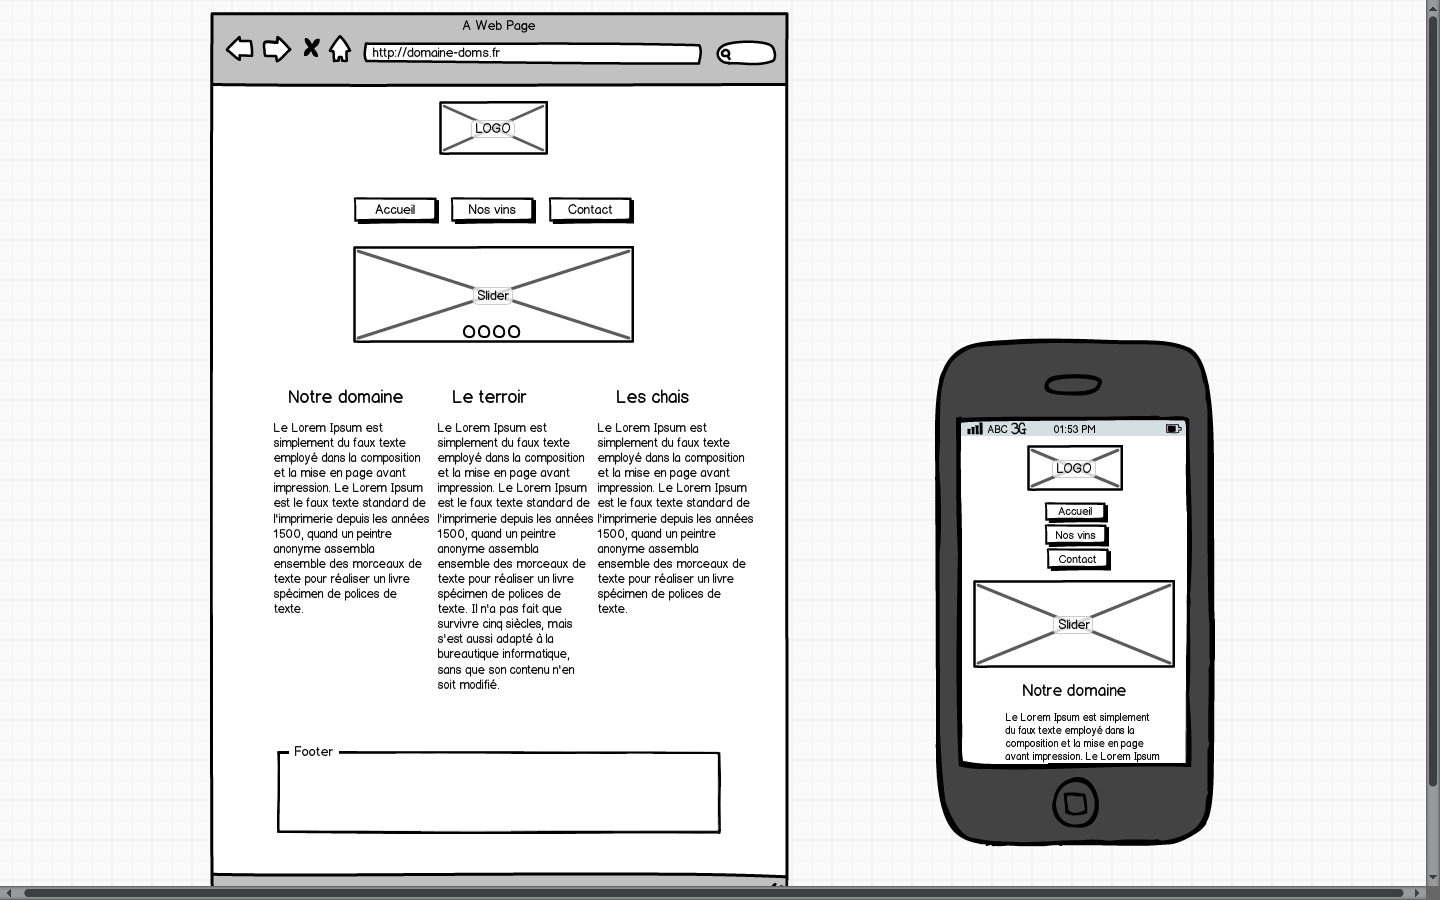 A Web Page
http://domaine-doms.fr
LOGO
Accueil
Nos vins
Contact
Slider
Notre domaine
Le Lorem Ipsum est
simplement du faux texte
employé dans la composition
et la mise en page avant
impression. Le Lorem Ipsum
est le faux texte standard de
l'imprimerie depuis les années
1500, quand un peintre
anonyme assembla
ensemble des morceaux de
texte pour réaliser un livre
spécimen de polices de
texte.
Le terroir
Le Lorem Ipsum est
simplement du faux texte
employé dans la composition
et la mise en page avant
impression. Le Lorem Ipsum
est le faux texte standard de
l'imprimerie depuis les années
1500, quand un peintre
anonyme assembla
ensemble des morceaux de
texte pour réaliser un livre
spécimen de polices de
texte. Il n'a pas fait que
survivre cinq siècles, mais
s'est aussi adapté à la
bureautique informatique,
sans que son contenu n'en
soit modifié.
Les chais
Le Lorem Ipsum est
simplement du faux texte
employé dans la composition
et la mise en page avant
impression. Le Lorem Ipsum
est le faux texte standard de
l'imprimerie depuis les années
1500, quand un peintre
anonyme assembla
ensemble des morceaux de
texte pour réaliser un livre
spécimen de polices de
texte.
Footer
ABC 3G 01:53 PM
LOGO
Accueil
Nos vins
Contact
Slider
Notre domaine
Le Lorem Ipsum est simplement
du faux texte employé dans la
composition et la mise en page
avant impression. Le Lorem Ipsum